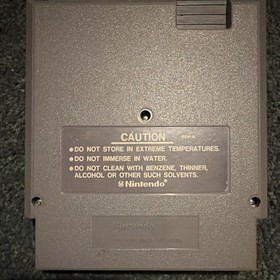 CAUTION
•DO NOT STORE IN EXTREME TEMPERATURES.
•DO NOT IMMERSE IN WATER.
•DO NOT CLEAN WITH BENZENE, THINNER,
ALCOHOL OR OTHER SUCH SOLVENTS.
Nintendo®